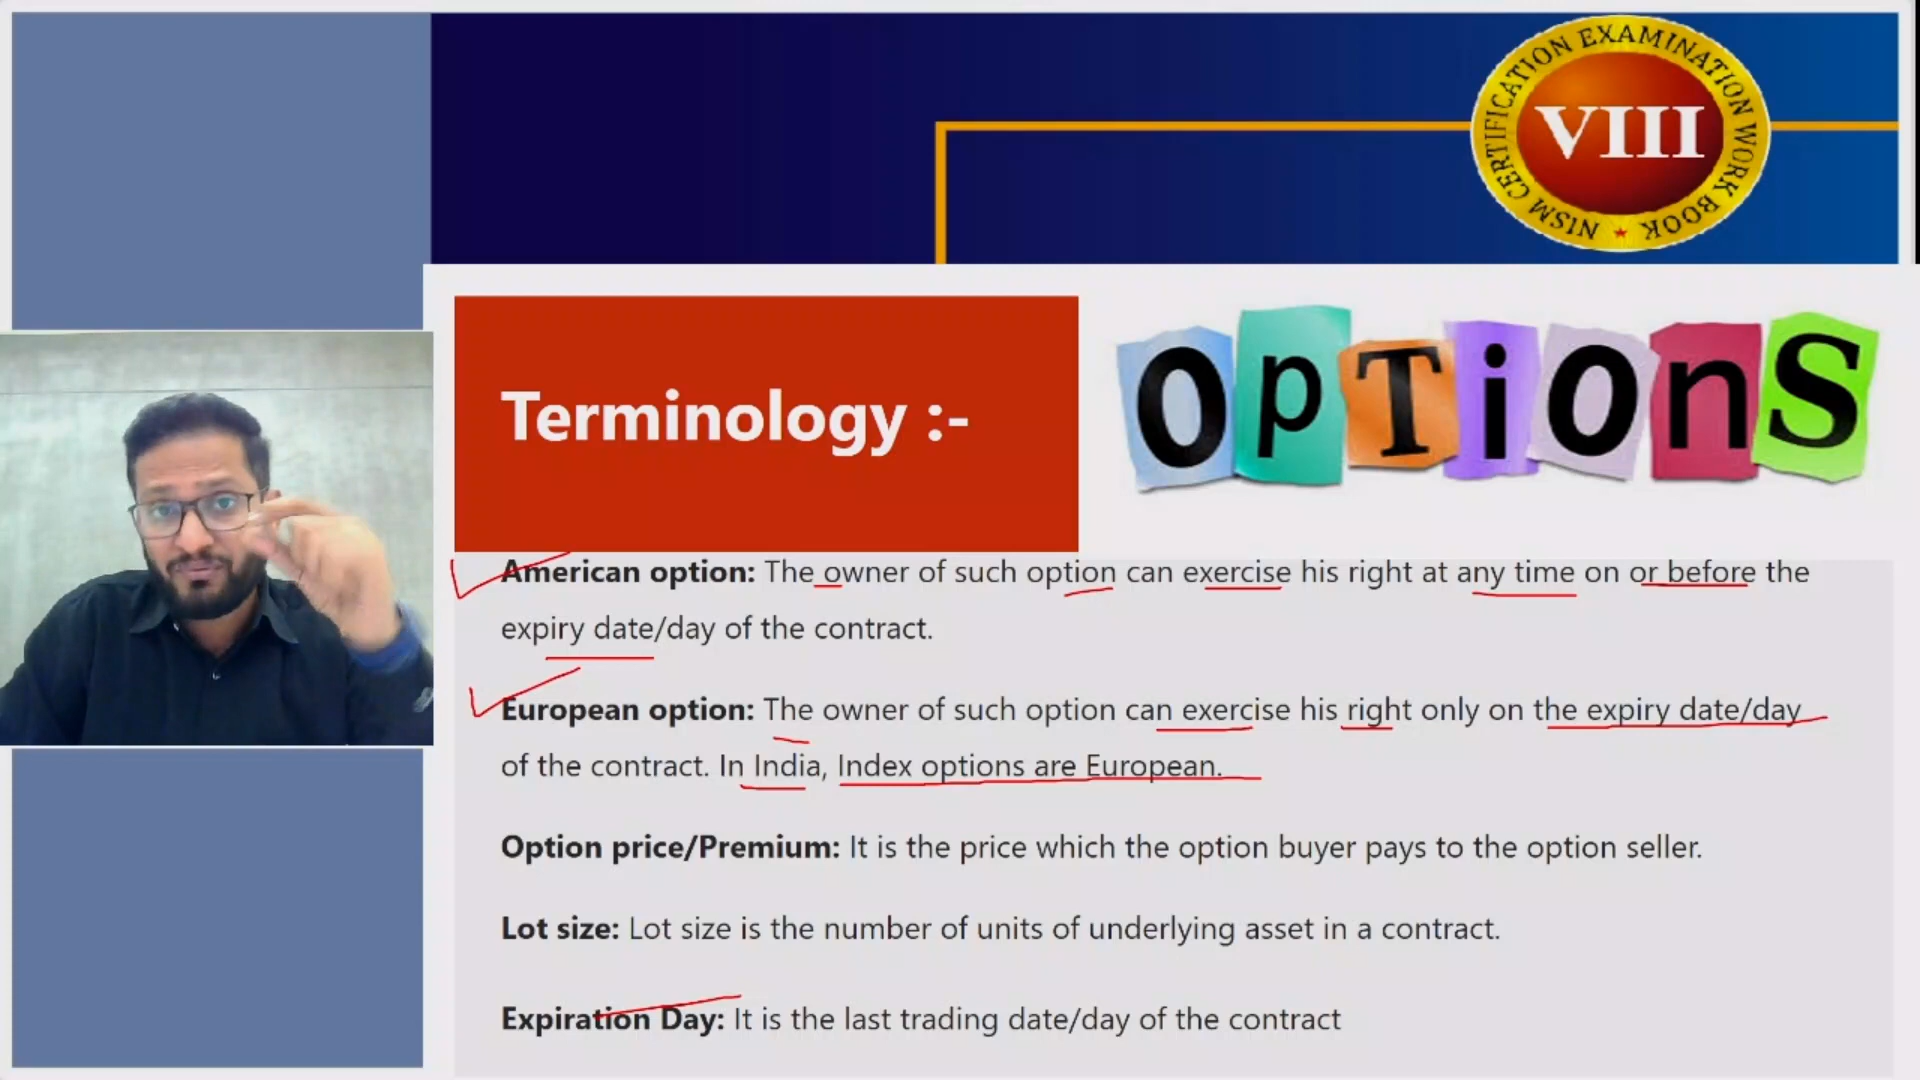 NISM CERTIFICATION EXAMINATION WORK BOOK
VIII
OpTiOnS
Terminology :-
American option: The owner of such option can exercise his right at any time on or before the
expiry date/day of the contract.
European option: The owner of such option can exercise his right only on the expiry date/day
of the contract. In India, Index options are European.
Option price/Premium: It is the price which the option buyer pays to the option seller.
Lot size: Lot size is the number of units of underlying asset in a contract.
Expiration Day: It is the last trading date/day of the contract